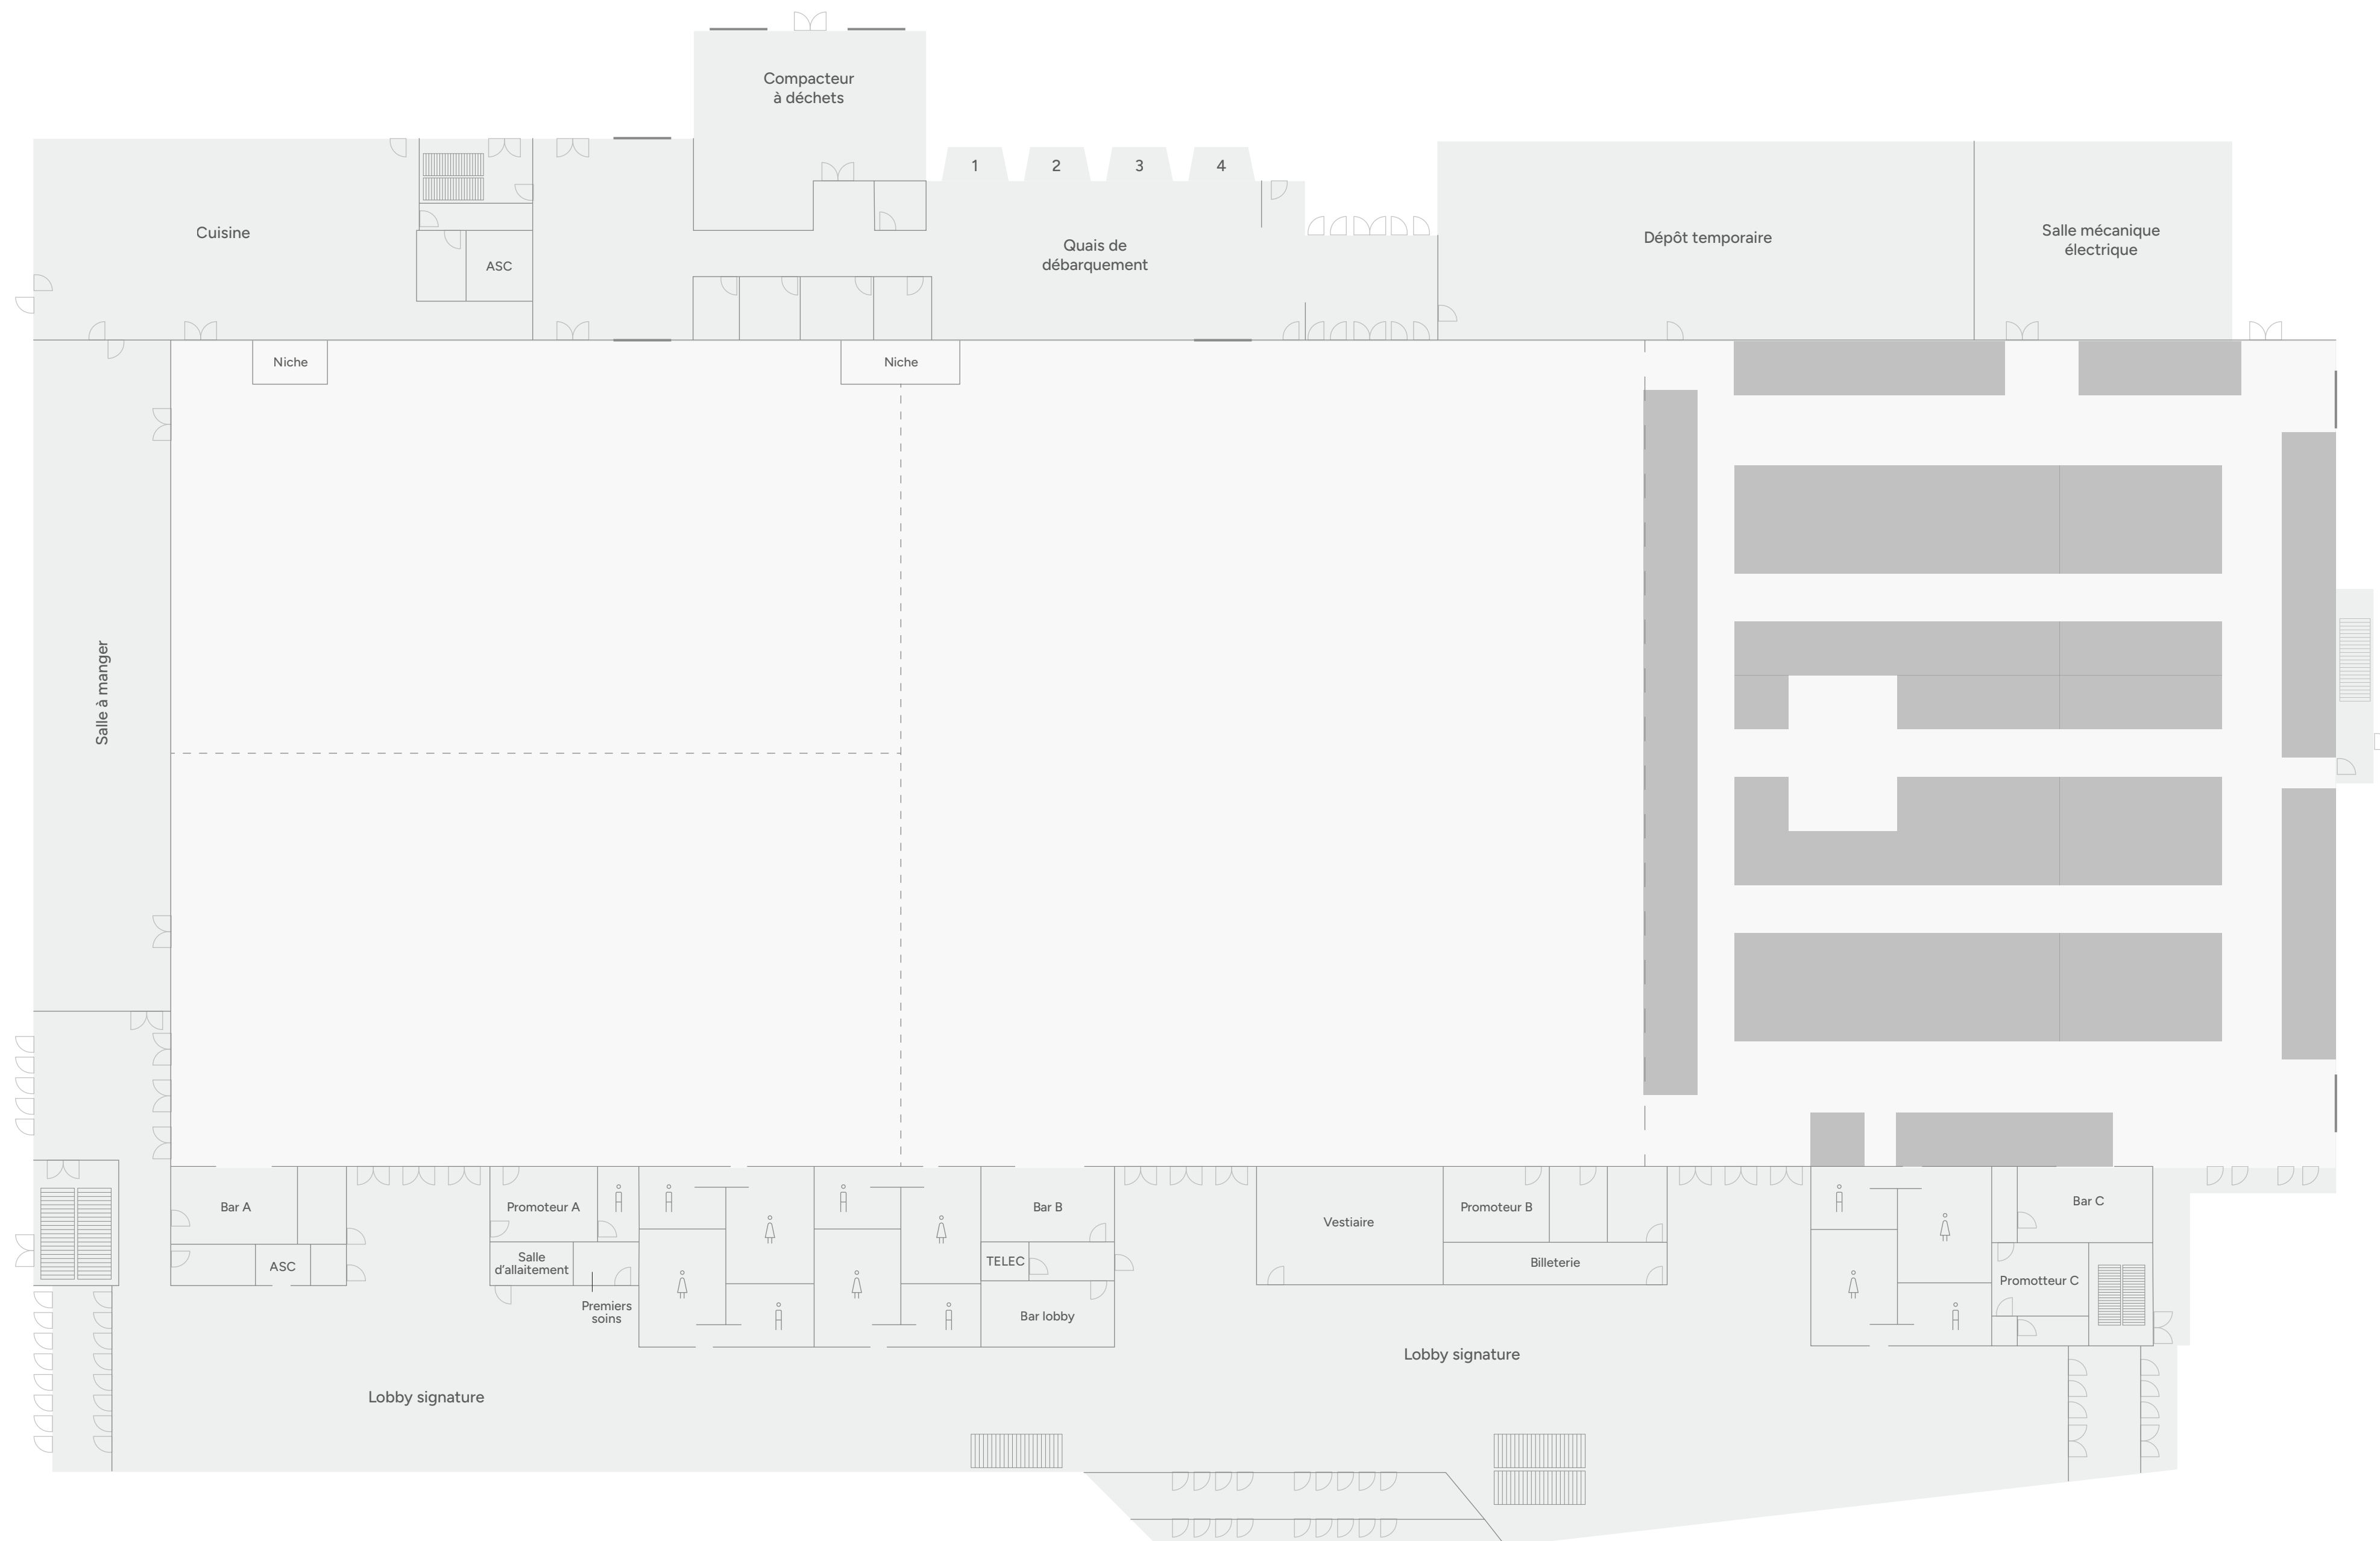 Compacteur
à déchets
1
2
3
4
Cuisine
ASC
Quais de
débarquement
Dépôt temporaire
Salle mécanique
électrique
Niche
Niche
Salle à manger
Bar A
ASC
Promoteur A
Salle
d'allaitement
Premiers
soins
Bar B
TELEC
Bar lobby
Vestiaire
Promoteur B
Billeterie
Bar C
Promotteur C
Lobby signature
Lobby signature